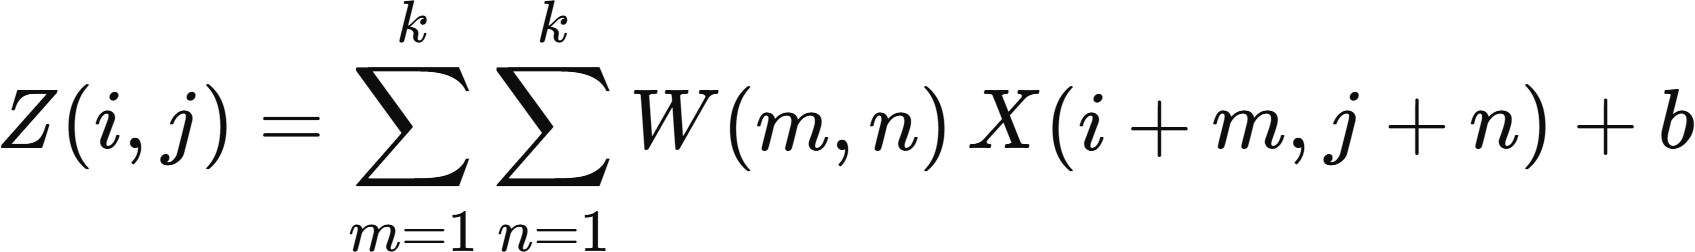 Z(i, j) = \sum_{m=1}^{k} \sum_{n=1}^{k} W(m, n) X(i + m, j + n) + b